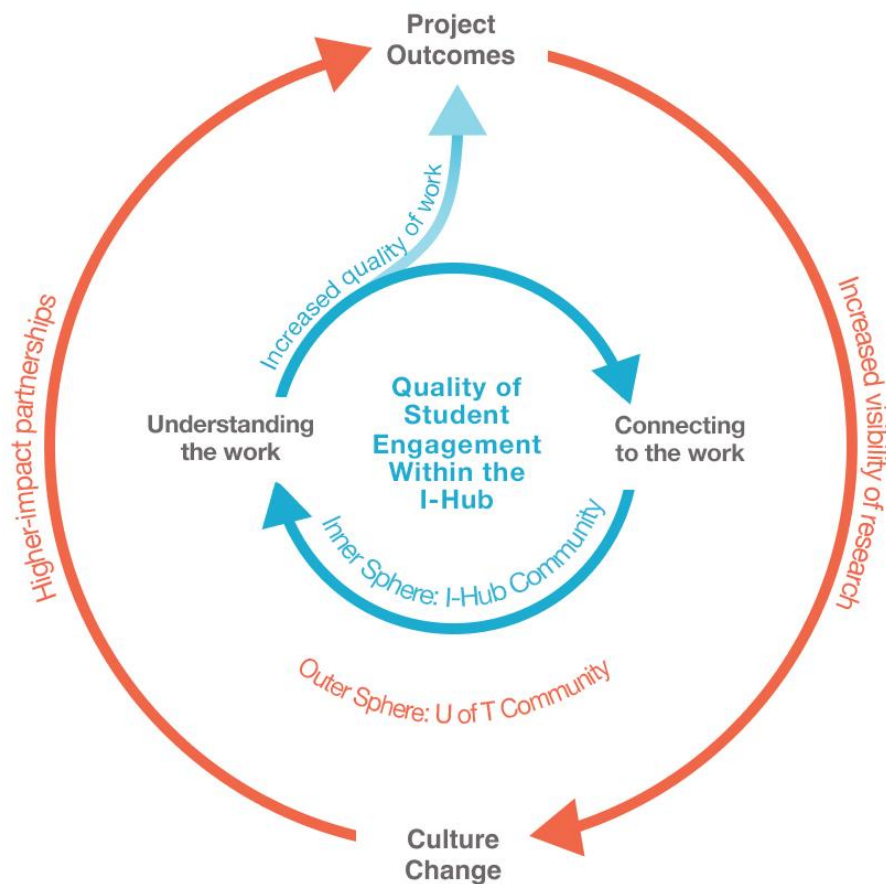 Project
Outcomes
Increased quality of work
Higher-impact partnerships
Increased visibility of research
Quality of
Student
Engagement
Within the
I-Hub
Understanding
the work
Connecting
to the work
Inner Sphere: I-Hub Community
Outer Sphere: U of T Community
Culture
Change